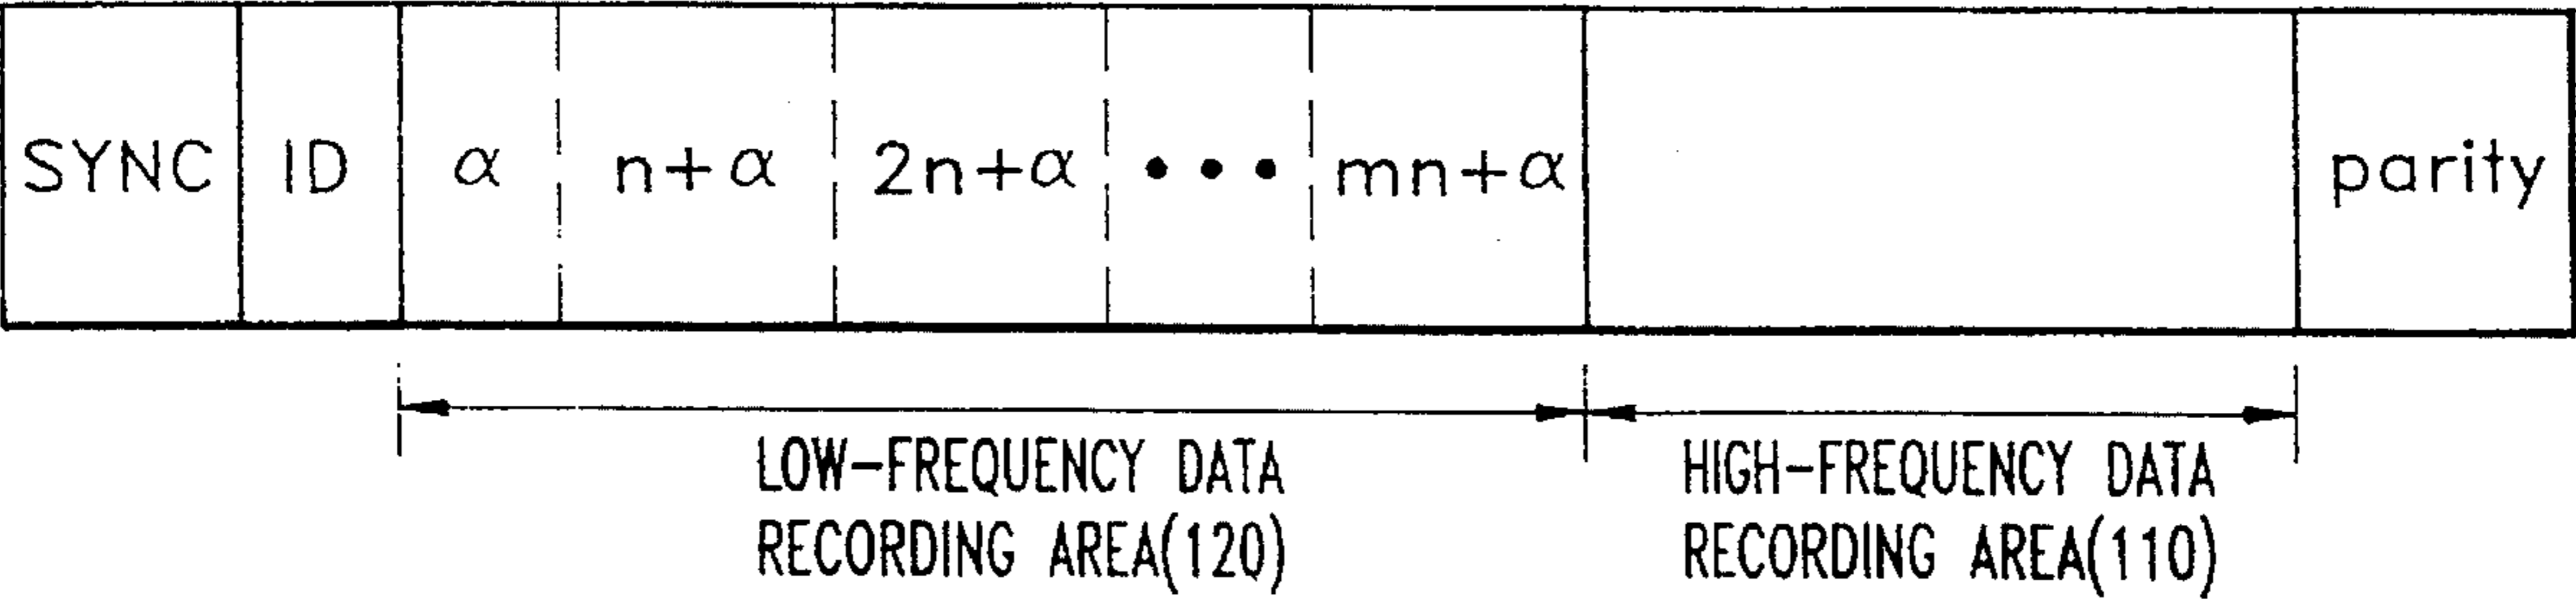 SYNC ID α n+α 2n+α ••• mn+α parity
LOW-FREQUENCY DATA
RECORDING AREA(120)
HIGH-FREQUENCY DATA
RECORDING AREA(110)